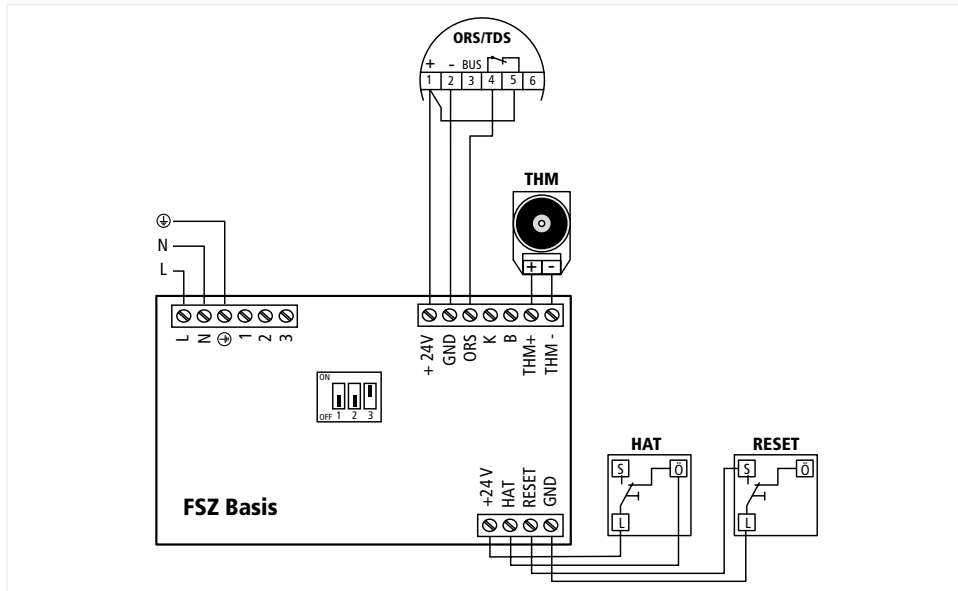 ORS/TDS
+ - BUS
1 2 3 4 5 6
THM
+ -
N
L
L
N
1
2
3
+ 24V
GND
ORS
K
B
THM+
THM -
ON
OFF 1 2 3
HAT
RESET
S Ö
S Ö
L
L
+24 V
HAT
RESET
GND
FSZ Basis